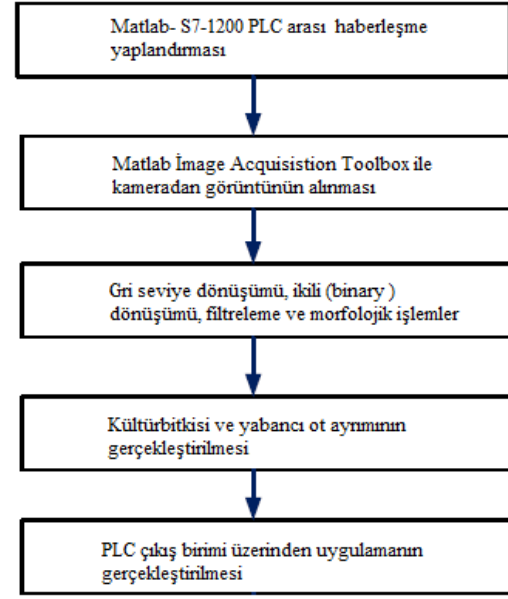 Matlab- S7-1200 PLC arası haberleşme
yaplandırması
Matlab İmage Acquisistion Toolbox ile
kameradan görüntünün alınması
Gri seviye dönüşümü, ikili (binary )
dönüşümü, filtreleme ve morfolojik işlemler
Kültürbitkisi ve yabancı ot ayrımının
gerçekleştirilmesi
PLC çıkış birimi üzerinden uygulamanın
gerçekleştirilmesi